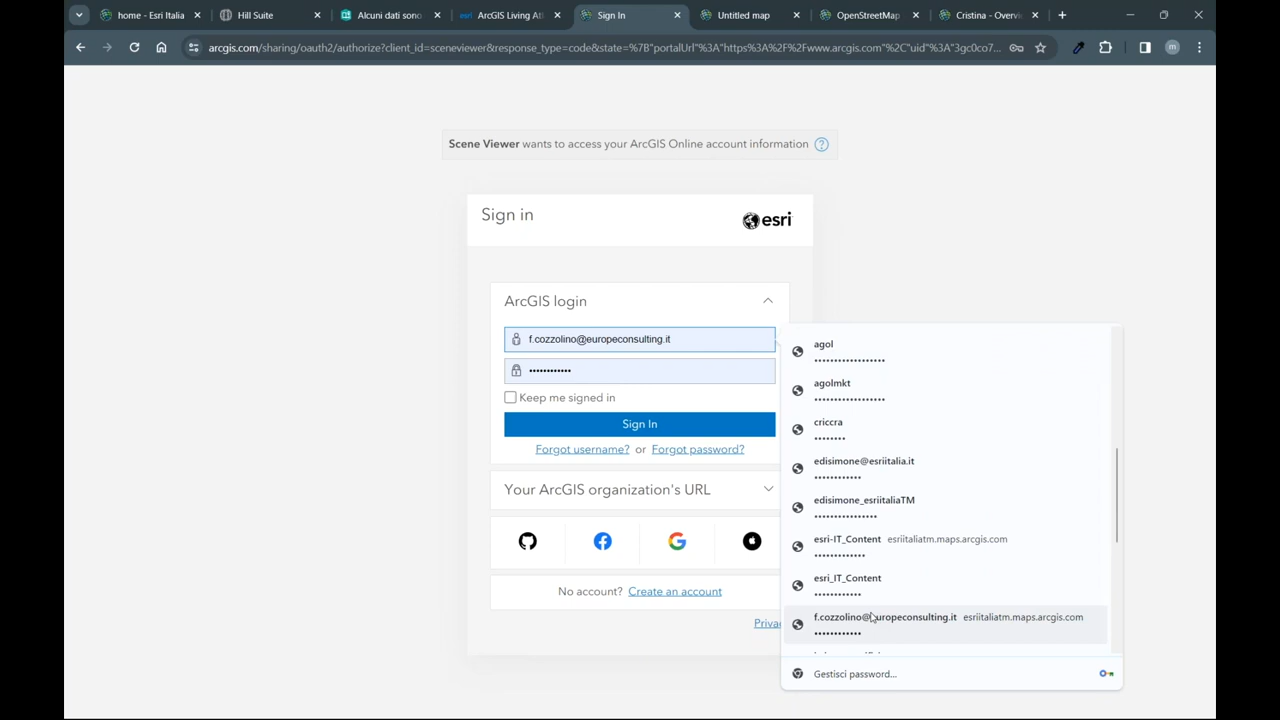 home - Esri Italia
Hill Suite
Alcuni dati sono
ArcGIS Living Atl
Sign In
Untitled map
OpenStreetMap
Cristina - Overvi
arcgis.com/sharing/oauth2/authorize?client_id=sceneviewer&response_type=code&state=%7B"portalUrl"%3A"https%3A%2F%2Fwww.arcgis.com"%2C"uid"%3A"3gc0co7...
m
Scene Viewer wants to access your ArcGIS Online account information
Sign in
esri
ArcGIS login
f.cozzolino@europeconsulting.it
••••••••••••
Keep me signed in
Sign In
Forgot username? or Forgot password?
Your ArcGIS organization's URL
No account? Create an account
agol
••••••••••••••••••
agolmkt
••••••••••••••••••
criccra
••••••••
edisimone@esriitalia.it
••••••••••••
edisimone_esriitaliaTM
••••••••••••••••
esri-IT_Content esriitaliatm.maps.arcgis.com
•••••••••••••
esri_IT_Content
••••••••••••
f.cozzolino@europeconsulting.it esriitaliatm.maps.arcgis.com
••••••••••••
Gestisci password...